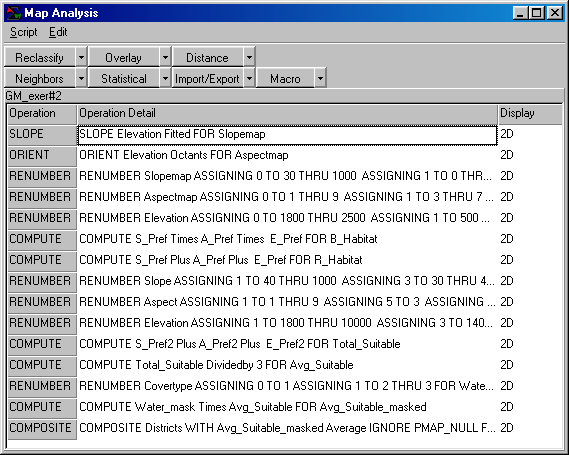 Map Analysis
Script Edit
Reclassify Overlay Distance
Neighbors Statistical Import/Export Macro
GM_exer#2
Operation Operation Detail Display
SLOPE SLOPE Elevation Fitted FOR Slopemap 2D
ORIENT ORIENT Elevation Octants FOR Aspectmap 2D
RENUMBER RENUMBER Slopemap ASSIGNING 0 TO 30 THRU 1000 ASSIGNING 1 TO 0 THR... 2D
RENUMBER RENUMBER Aspectmap ASSIGNING 0 TO 1 THRU 9 ASSIGNING 1 TO 3 THRU 7 ... 2D
RENUMBER RENUMBER Elevation ASSIGNING 0 TO 1800 THRU 2500 ASSIGNING 1 TO 500 ... 2D
COMPUTE COMPUTE S_Pref Times A_Pref Times E_Pref FOR B_Habitat 2D
COMPUTE COMPUTE S_Pref Plus A_Pref Plus E_Pref FOR R_Habitat 2D
RENUMBER RENUMBER Slope ASSIGNING 1 TO 40 THRU 1000 ASSIGNING 3 TO 30 THRU 4... 2D
RENUMBER RENUMBER Aspect ASSIGNING 1 TO 1 THRU 9 ASSIGNING 5 TO 3 ASSIGNING ... 2D
RENUMBER RENUMBER Elevation ASSIGNING 1 TO 1800 THRU 10000 ASSIGNING 3 TO 140... 2D
COMPUTE COMPUTE S_Pref2 Plus A_Pref2 Plus E_Pref2 FOR Total_Suitable 2D
COMPUTE COMPUTE Total_Suitable Dividedby 3 FOR Avg_Suitable 2D
RENUMBER RENUMBER Covertype ASSIGNING 0 TO 1 ASSIGNING 1 TO 2 THRU 3 FOR Wate... 2D
COMPUTE COMPUTE Water_mask Times Avg_Suitable FOR Avg_Suitable_masked 2D
COMPOSITE COMPOSITE Districts WITH Avg_Suitable_masked Average IGNORE PMAP_NULL F... 2D